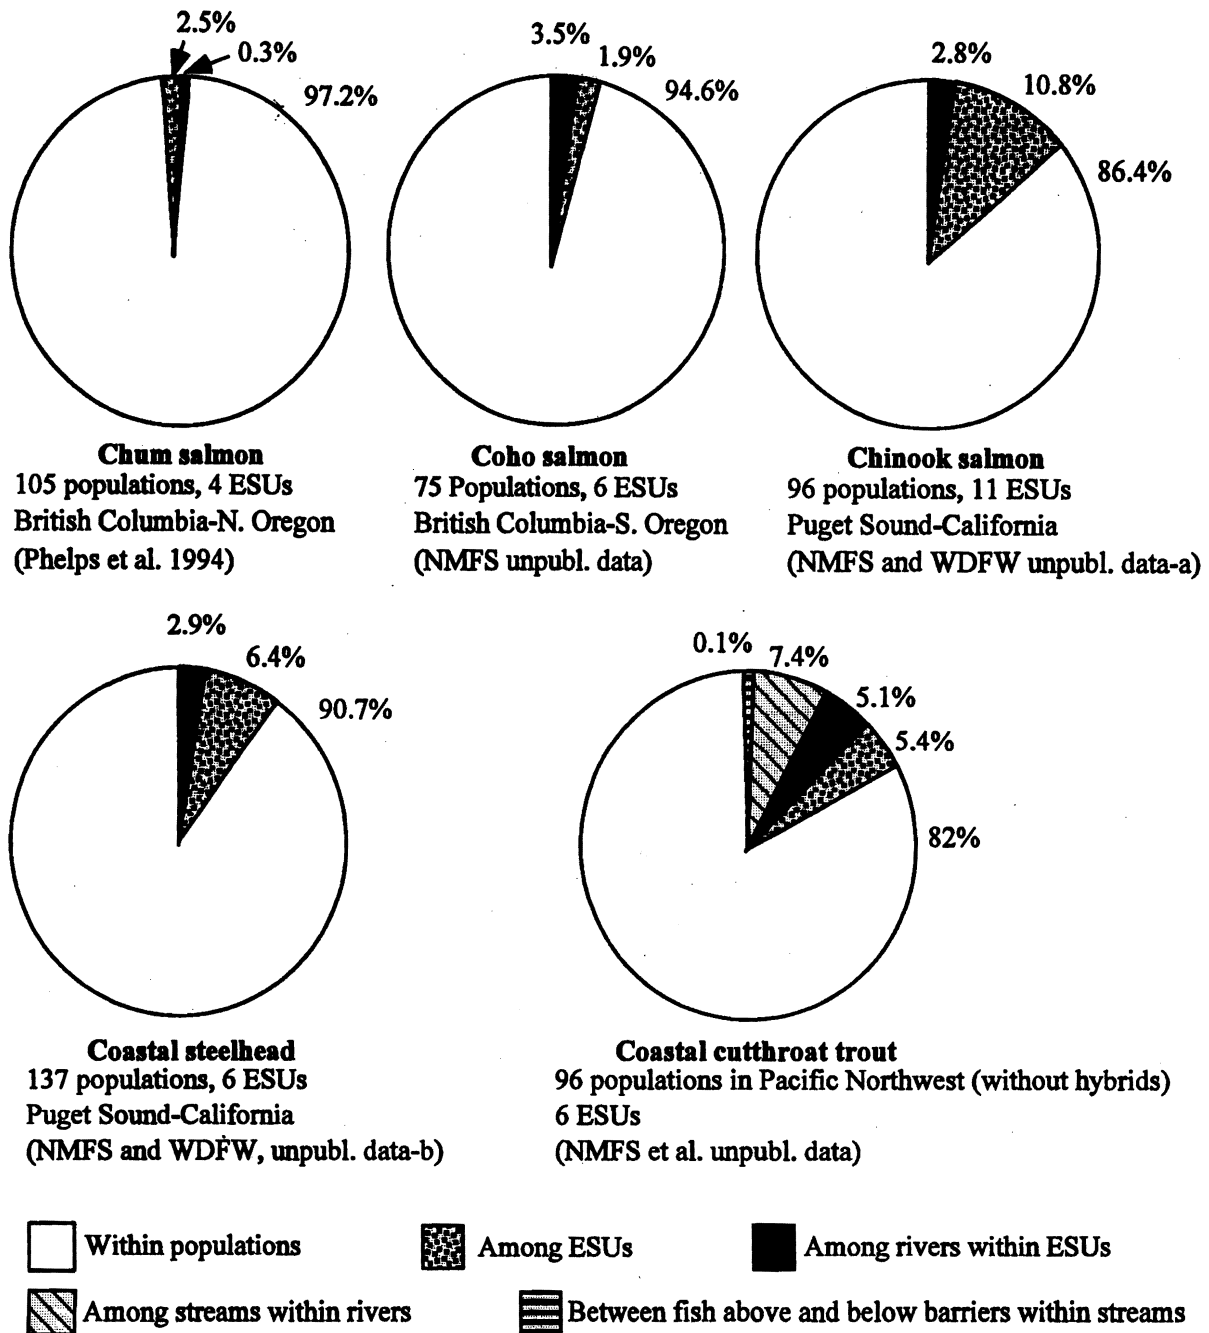 2.5%
0.3%
97.2%
3.5%
1.9%
94.6%
2.8%
10.8%
86.4%
Chum salmon
105 populations, 4 ESUs
British Columbia-N. Oregon
(Phelps et al. 1994)
Coho salmon
75 Populations, 6 ESUs
British Columbia-S. Oregon
(NMFS unpubl. data)
Chinook salmon
96 populations, 11 ESUs
Puget Sound-California
(NMFS and WDFW unpubl. data-a)
2.9%
6.4%
90.7%
0.1%
7.4%
5.1%
5.4%
82%
Coastal steelhead
137 populations, 6 ESUs
Puget Sound-California
(NMFS and WDFW, unpubl. data-b)
Coastal cutthroat trout
96 populations in Pacific Northwest (without hybrids)
6 ESUs
(NMFS et al. unpubl. data)
Within populations
Among ESUs
Among rivers within ESUs
Among streams within rivers
Between fish above and below barriers within streams